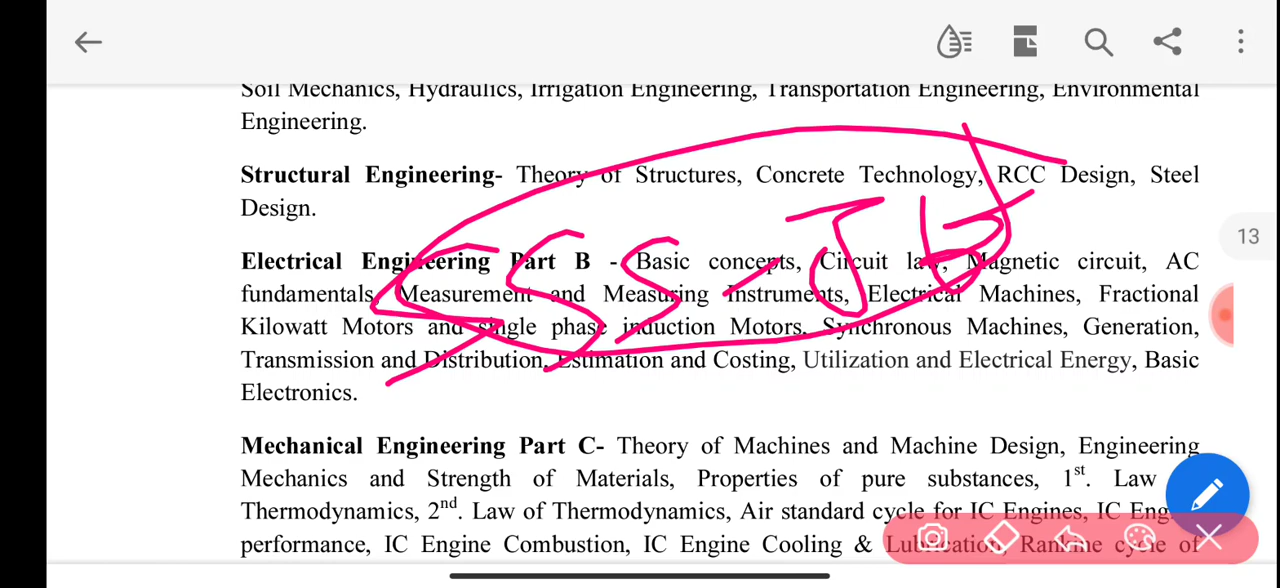 Soil Mechanics, Hydraulics, Irrigation Engineering, Transportation Engineering, Environmental
Engineering.
Structural Engineering- Theory of Structures, Concrete Technology, RCC Design, Steel
Design.
13
Electrical Engineering Part B - Basic concepts, Circuit law, Magnetic circuit, AC
fundamentals, Measurement and Measuring Instruments, Electrical Machines, Fractional
Kilowatt Motors and single phase induction Motors, Synchronous Machines, Generation,
Transmission and Distribution, Estimation and Costing, Utilization and Electrical Energy, Basic
Electronics.
SSS-JE
Mechanical Engineering Part C- Theory of Machines and Machine Design, Engineering
Mechanics and Strength of Materials, Properties of pure substances, 1st. Law
Thermodynamics, 2nd. Law of Thermodynamics, Air standard cycle for IC Engines, IC Eng
performance, IC Engine Combustion, IC Engine Cooling & Lubrication, Rankine cycle of